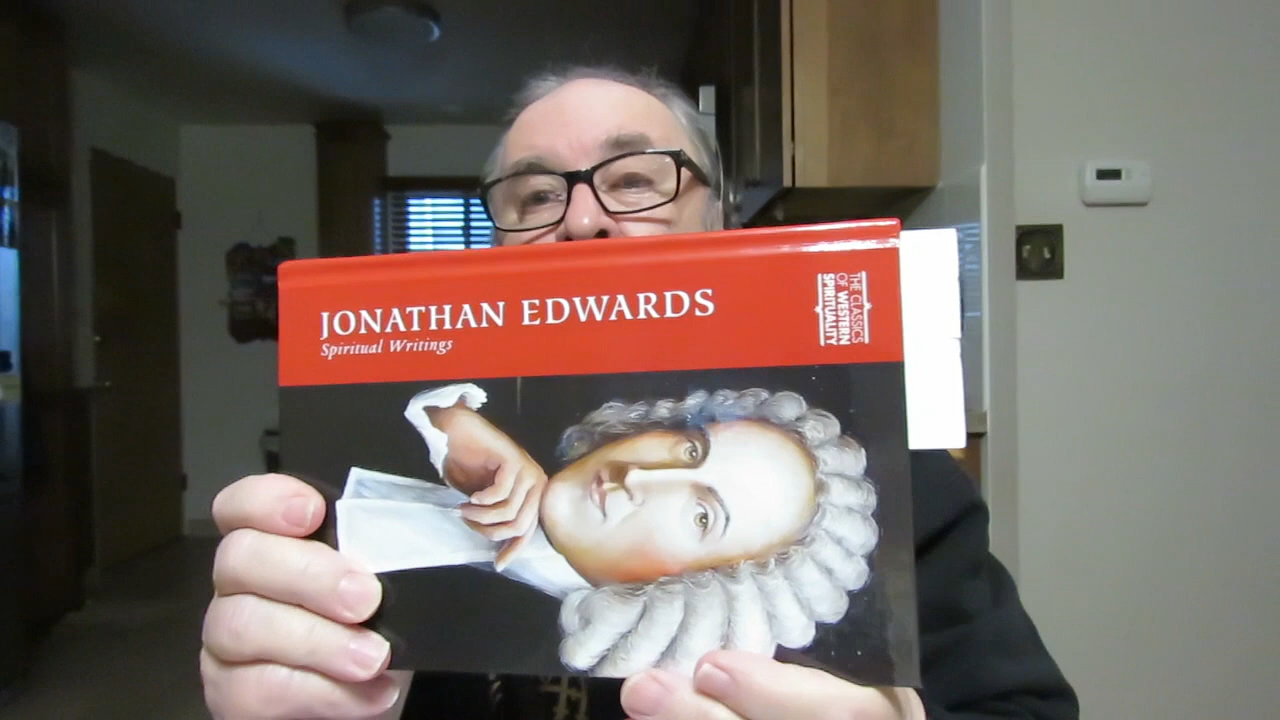 JONATHAN EDWARDS
Spiritual Writings
THE CLASSICS
OF WESTERN
SPIRITUALITY